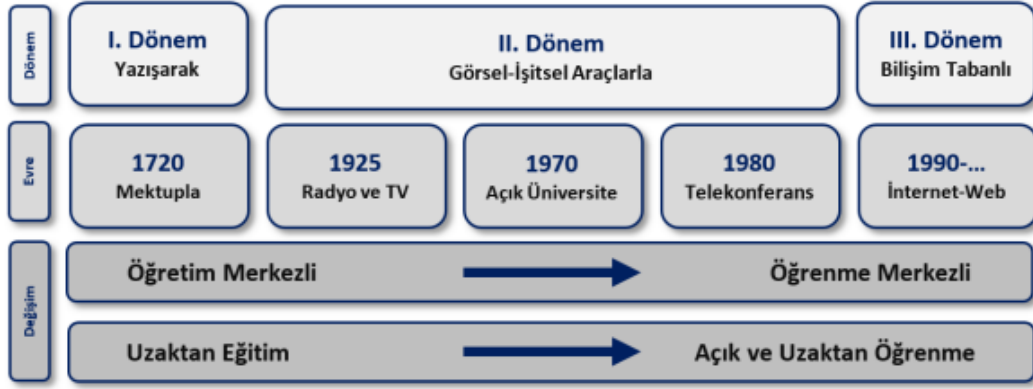 Dönem
I. Dönem
Yazışarak
II. Dönem
Görsel-İşitsel Araçlarla
III. Dönem
Bilişim Tabanlı
Evre
1720
Mektupla
1925
Radyo ve TV
1970
Açık Üniversite
1980
Telekonferans
1990-...
İnternet-Web
Değişim
Öğretim Merkezli
Öğrenme Merkezli
Uzaktan Eğitim
Açık ve Uzaktan Öğrenme